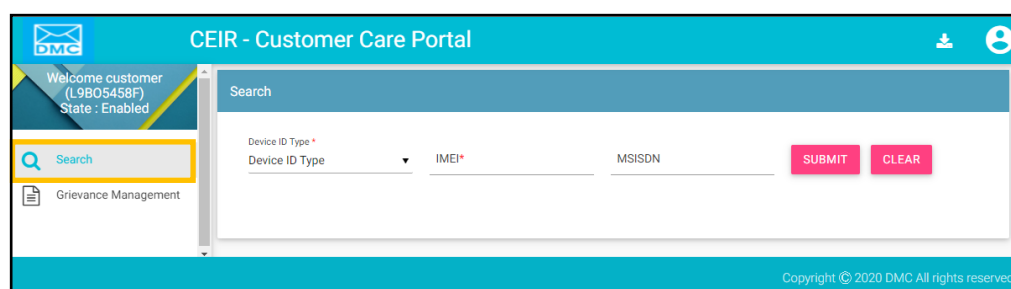 DMC
CEIR - Customer Care Portal
Welcome customer
(L9BO5458F)
State : Enabled
Search
Grievance Management
Search
Device ID Type *
Device ID Type
IMEI*
MSISDN
SUBMIT
CLEAR
Copyright © 2020 DMC All rights reserved